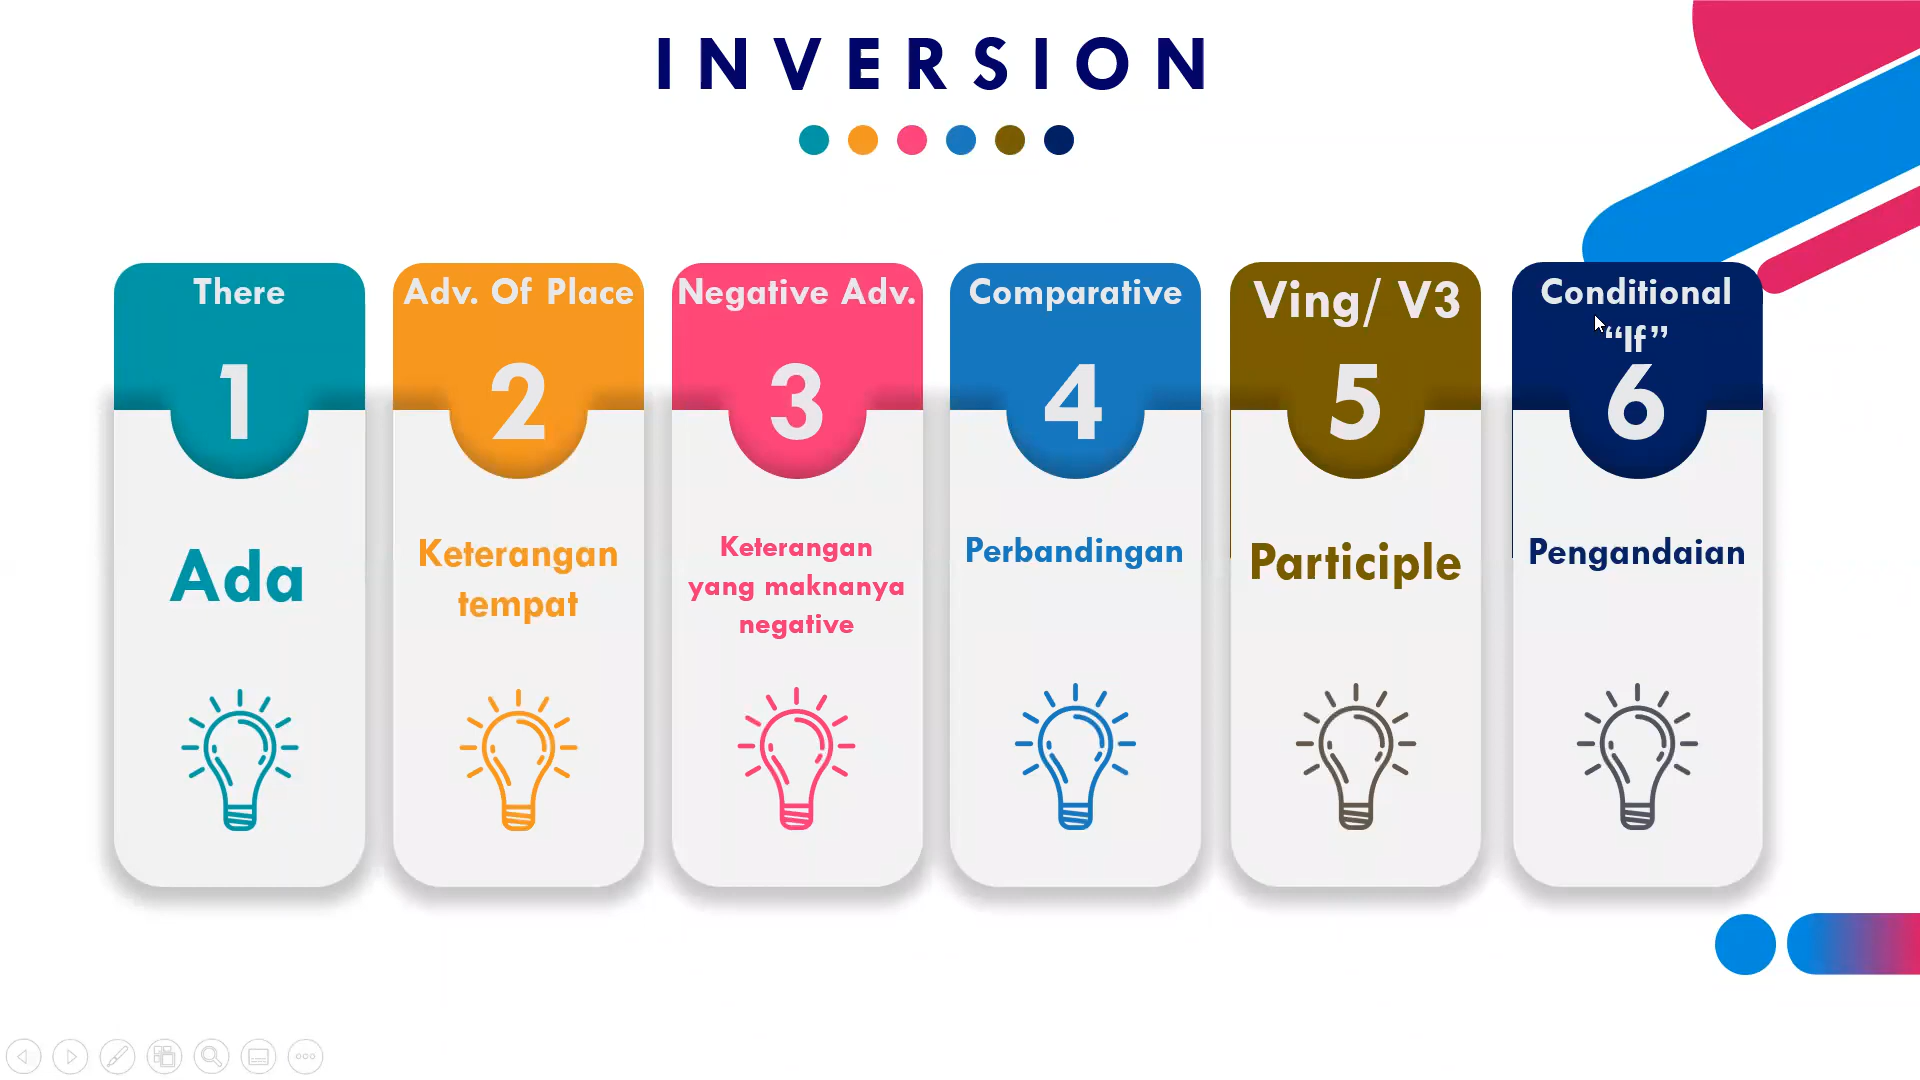 INVERSION
There
1
Ada
Adv. Of Place
2
Keterangan
tempat
Negative Adv.
3
Keterangan
yang maknanya
negative
Comparative
4
Perbandingan
Ving/ V3
5
Participle
Conditional
“If”
6
Pengandaian